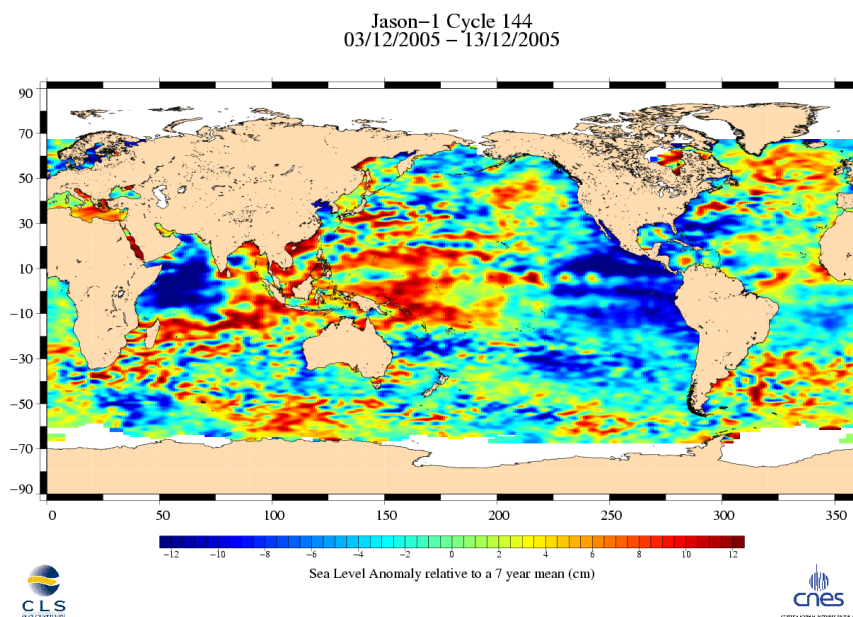 Jason-1 Cycle 144
03/12/2005 – 13/12/2005
90
70
50
30
10
−10
−30
−50
−70
−90
0 50 100 150 200 250 300 350
−12 −10 −8 −6 −4 −2 0 2 4 6 8 10 12
Sea Level Anomaly relative to a 7 year mean (cm)
CLS
cnes